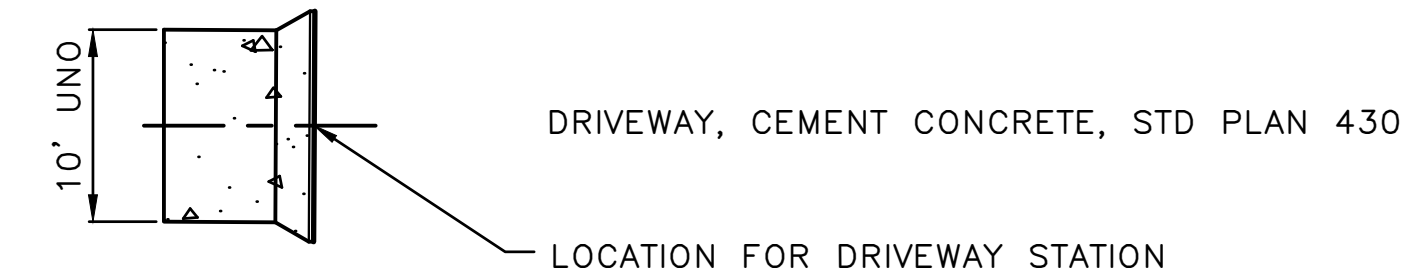 10' UNO
DRIVEWAY, CEMENT CONCRETE, STD PLAN 430
LOCATION FOR DRIVEWAY STATION